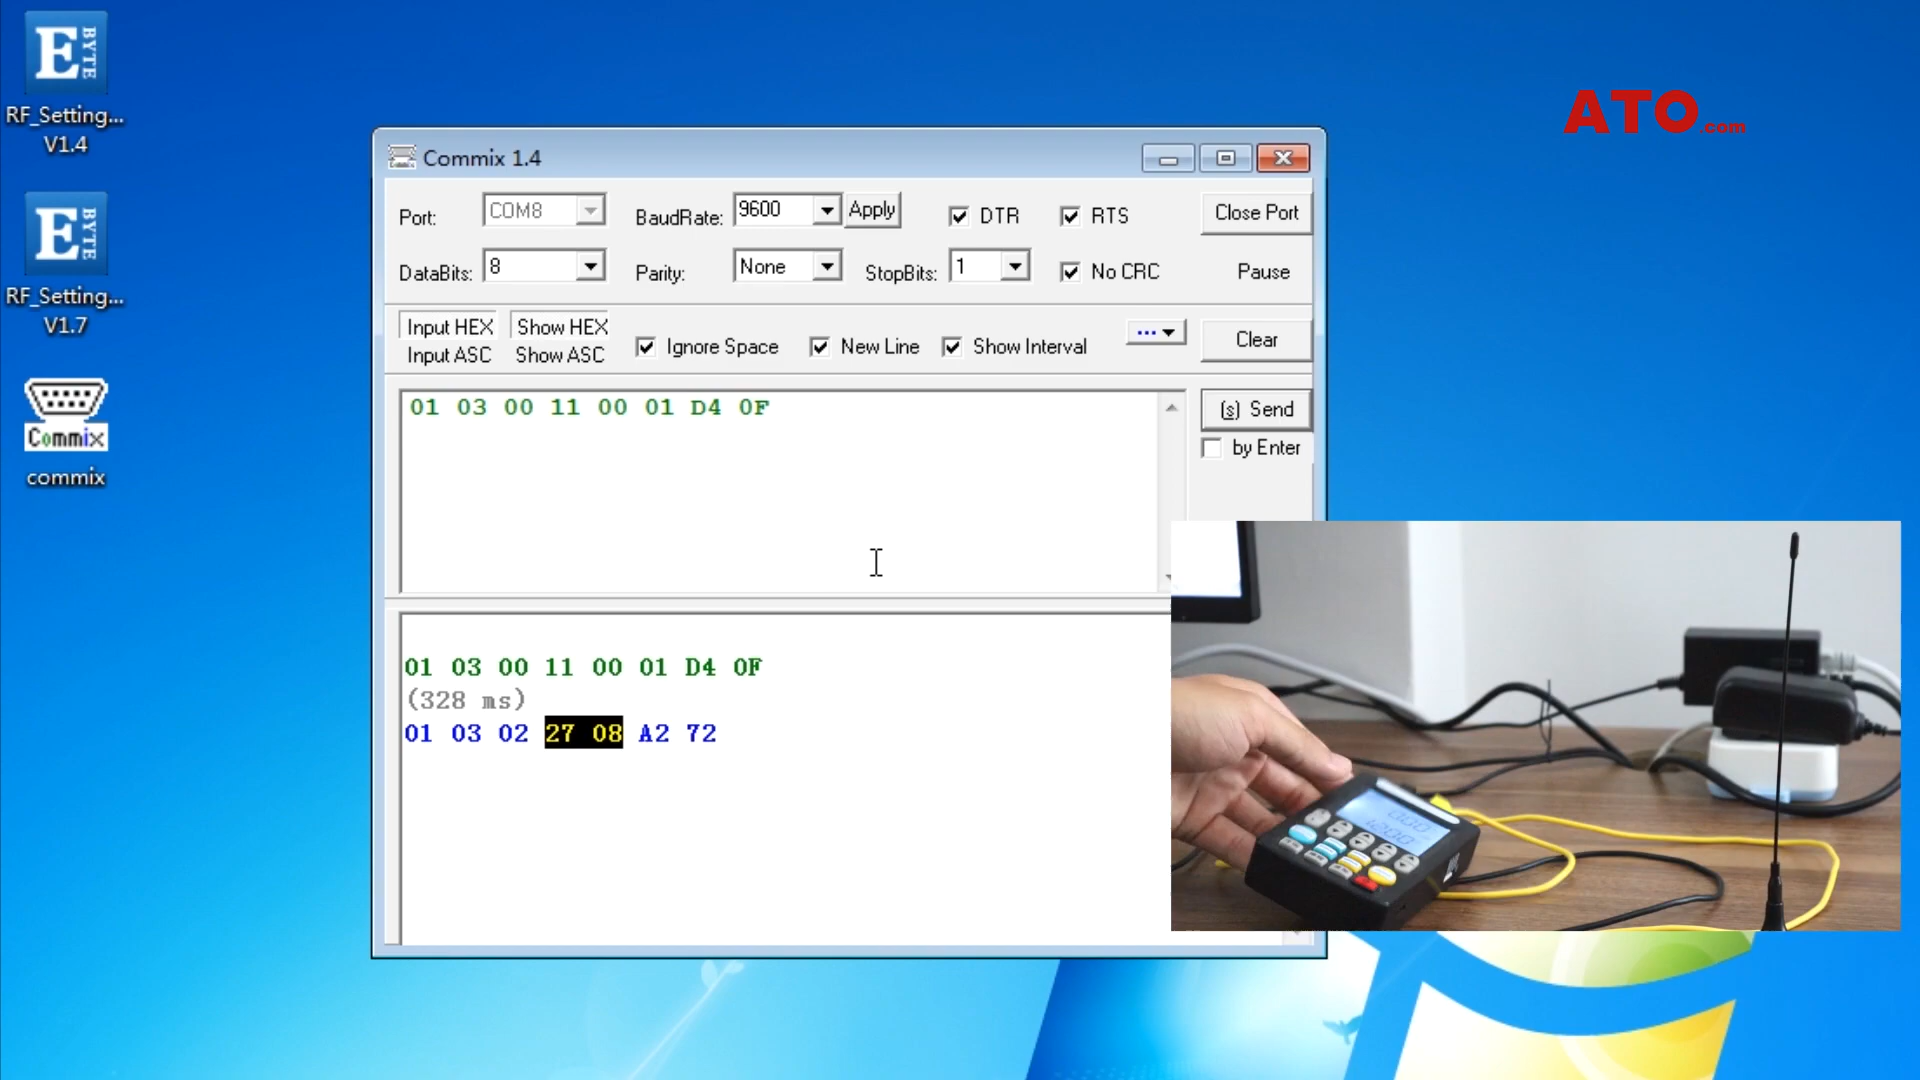 E BYTE
RF_Setting...
V1.4
E BYTE
RF_Setting...
V1.7
Commix
commix
ATO.com
Commix 1.4
Port: COM8 BaudRate: 9600 Apply DTR RTS Close Port
DataBits: 8 Parity: None StopBits: 1 No CRC Pause
Input HEX Show HEX
Input ASC Show ASC Ignore Space New Line Show Interval ... Clear
01 03 00 11 00 01 D4 0F
(s) Send
by Enter
01 03 00 11 00 01 D4 0F
(328 ms)
01 03 02 27 08 A2 72